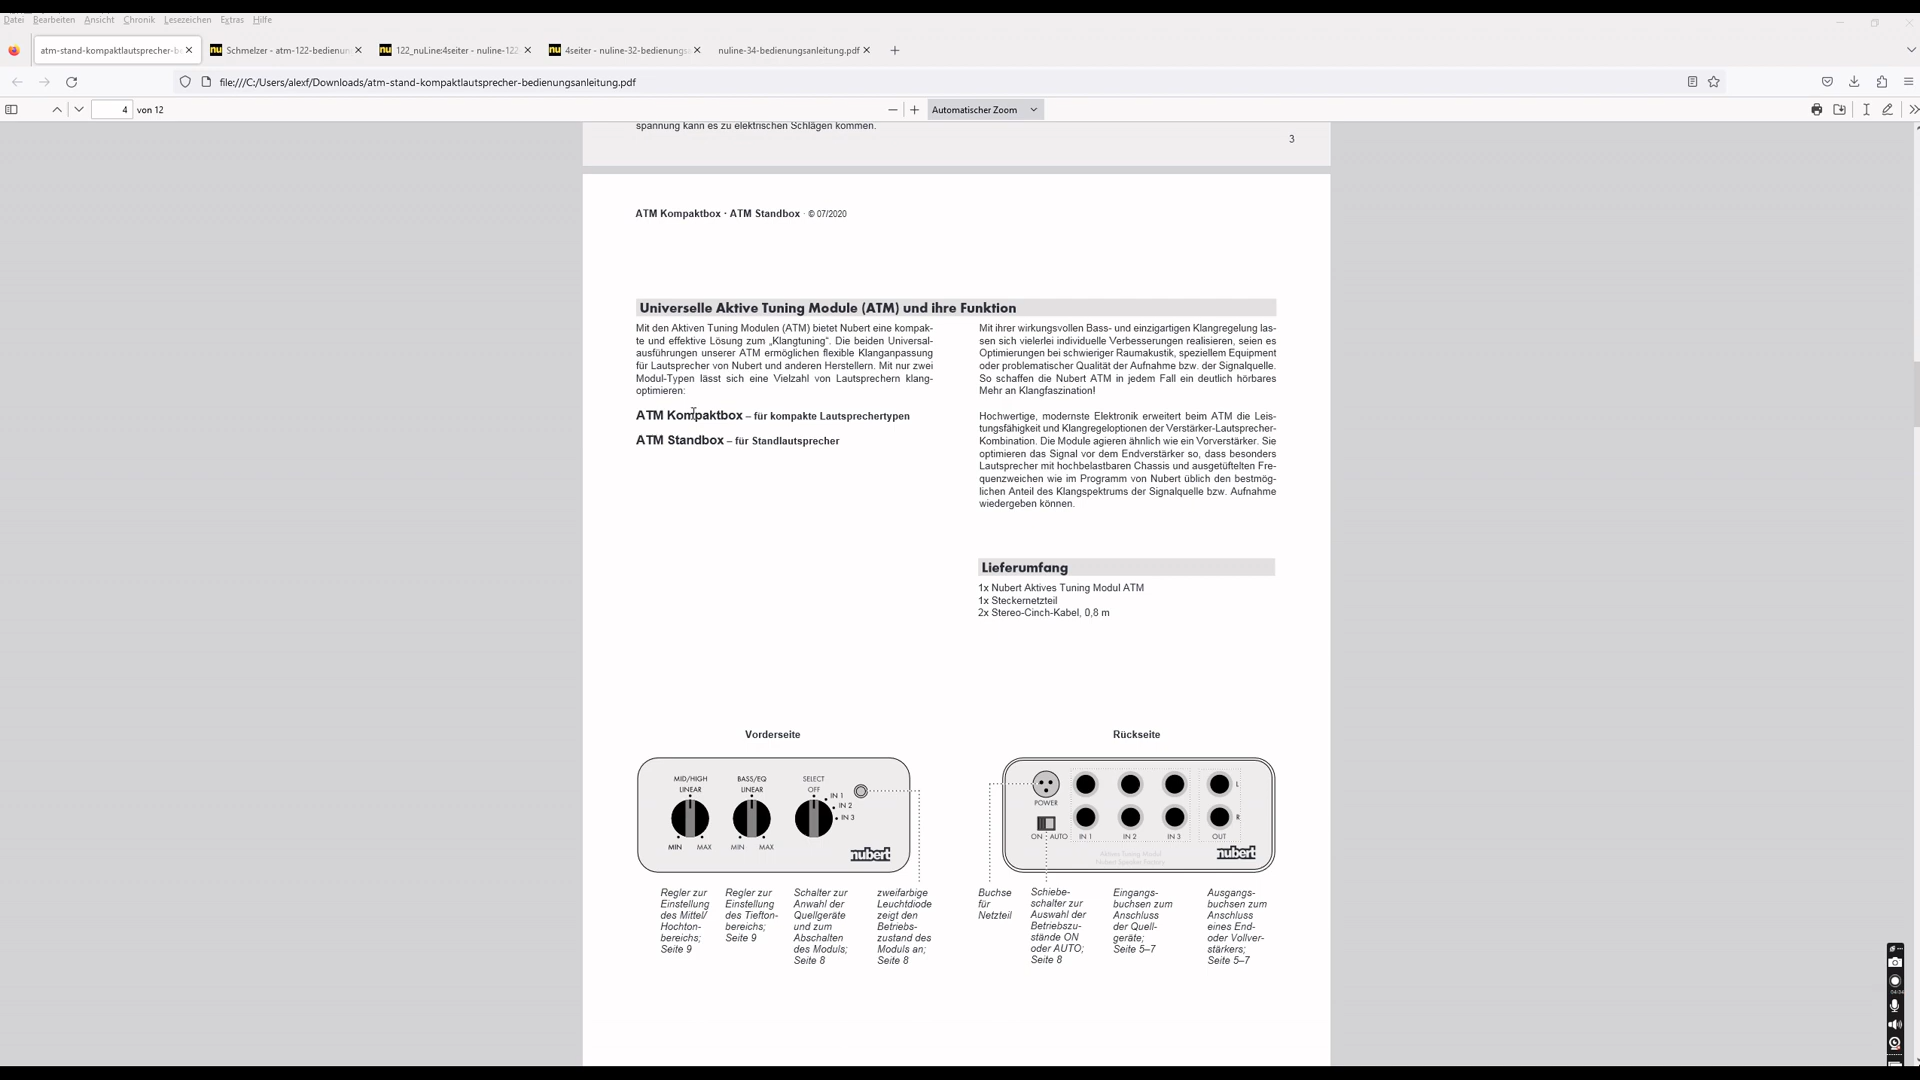 Datei Bearbeiten Ansicht Chronik Lesezeichen Extras Hilfe
atm-stand-kompaktlautsprecher-be
nu Schmelzer - atm-122-bedienun
nu 122_nuLine:4seiter - nuline-122
nu 4seiter - nuline-32-bedienungsa
nuline-34-bedienungsanleitung.pdf
file:///C:/Users/alexf/Downloads/atm-stand-kompaktlautsprecher-bedienungsanleitung.pdf
4 von 12
Automatischer Zoom
spannung kann es zu elektrischen Schlägen kommen.
3
ATM Kompaktbox · ATM Standbox · © 07/2020
Universelle Aktive Tuning Module (ATM) und ihre Funktion
Mit den Aktiven Tuning Modulen (ATM) bietet Nubert eine kompak-
te und effektive Lösung zum „Klangtuning“. Die beiden Universal-
ausführungen unserer ATM ermöglichen flexible Klanganpassung
für Lautsprecher von Nubert und anderen Herstellern. Mit nur zwei
Modul-Typen lässt sich eine Vielzahl von Lautsprechern klang-
optimieren:
ATM Kompaktbox – für kompakte Lautsprechertypen
ATM Standbox – für Standlautsprecher
Mit ihrer wirkungsvollen Bass- und einzigartigen Klangregelung las-
sen sich vielerlei individuelle Verbesserungen realisieren, seien es
Optimierungen bei schwieriger Raumakustik, speziellem Equipment
oder problematischer Qualität der Aufnahme bzw. der Signalquelle.
So schaffen die Nubert ATM in jedem Fall ein deutlich hörbares
Mehr an Klangfaszination!
Hochwertige, modernste Elektronik erweitert beim ATM die Leis-
tungsfähigkeit und Klangregeloptionen der Verstärker-Lautsprecher-
Kombination. Die Module agieren ähnlich wie ein Vorverstärker. Sie
optimieren das Signal vor dem Endverstärker so, dass besonders
Lautsprecher mit hochbelastbaren Chassis und ausgetüftelten Fre-
quenzweichen wie im Programm von Nubert üblich den bestmög-
lichen Anteil des Klangspektrums der Signalquelle bzw. Aufnahme
wiedergeben können.
Lieferumfang
1x Nubert Aktives Tuning Modul ATM
1x Steckernetzteil
2x Stereo-Cinch-Kabel, 0,8 m
Vorderseite
MID/HIGH BASS/EQ SELECT
LINEAR LINEAR OFF
IN 1
IN 2
IN 3
MIN MAX MIN MAX
nubert
Regler zur
Einstellung
des Mittel/
Hochton-
bereichs;
Seite 9
Regler zur
Einstellung
des Tiefton-
bereichs;
Seite 9
Schalter zur
Anwahl der
Quellgeräte
und zum
Abschalten
des Moduls;
Seite 8
zweifarbige
Leuchtdiode
zeigt den
Betriebs-
zustand des
Moduls an;
Seite 8
Rückseite
L
POWER
R
ON AUTO IN 1 IN 2 IN 3 OUT
Aktives Tuning Modul
Nubert Speaker Factory
nubert
Buchse
für
Netzteil
Schiebe-
schalter zur
Auswahl der
Betriebszu-
stände ON
oder AUTO;
Seite 8
Eingangs-
buchsen zum
Anschluss
der Quell-
geräte;
Seite 5–7
Ausgangs-
buchsen zum
Anschluss
eines End-
oder Vollver-
stärkers;
Seite 5–7